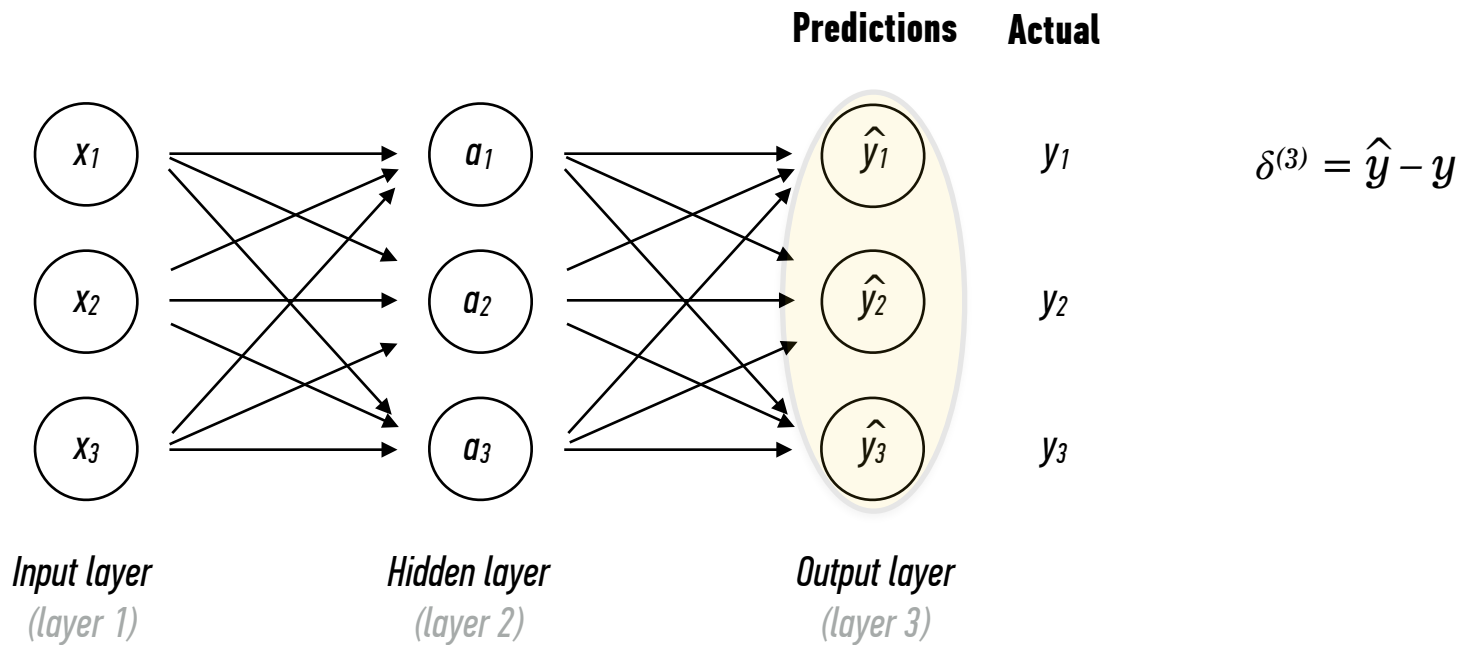 Predictions Actual
x1 a1 ŷ1 y1 δ(3) = ŷ – y
x2 a2 ŷ2 y2
x3 a3 ŷ3 y3
Input layer Hidden layer Output layer
(layer 1) (layer 2) (layer 3)